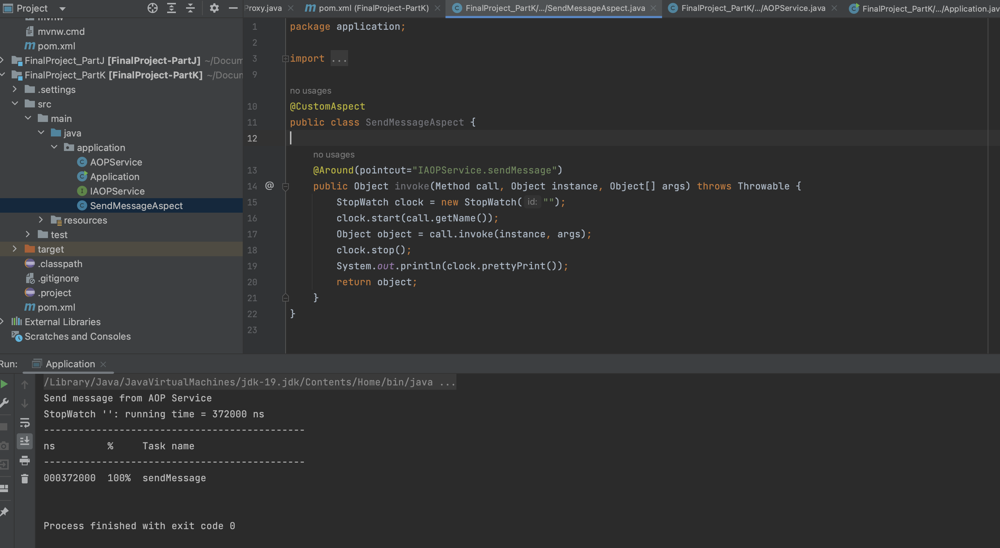 Project
Proxy.java
pom.xml (FinalProject-PartK)
FinalProject_PartK/.../SendMessageAspect.java
FinalProject_PartK/.../AOPService.java
FinalProject_PartK/.../Application.jav
mvnw
mvnw.cmd
pom.xml
FinalProject_PartJ [FinalProject-PartJ] ~/Docum
FinalProject_PartK [FinalProject-PartK] ~/Docum
.settings
src
main
java
application
AOPService
Application
IAOPService
SendMessageAspect
resources
test
target
.classpath
.gitignore
.project
pom.xml
External Libraries
Scratches and Consoles
1 package application;
2
3 import ...
9
no usages
10 @CustomAspect
11 public class SendMessageAspect {
12
no usages
13 @Around(pointcut="IAOPService.sendMessage")
14 @ public Object invoke(Method call, Object instance, Object[] args) throws Throwable {
15 StopWatch clock = new StopWatch( id: "");
16 clock.start(call.getName());
17 Object object = call.invoke(instance, args);
18 clock.stop();
19 System.out.println(clock.prettyPrint());
20 return object;
21 }
22 }
23
Run: Application
/Library/Java/JavaVirtualMachines/jdk-19.jdk/Contents/Home/bin/java ...
Send message from AOP Service
StopWatch '': running time = 372000 ns
---------------------------------------------
ns % Task name
---------------------------------------------
000372000 100% sendMessage
Process finished with exit code 0